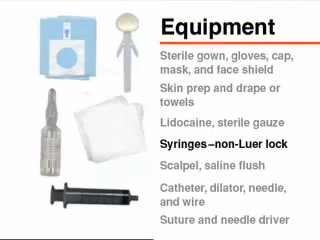 Equipment
Sterile gown, gloves, cap,
mask, and face shield
Skin prep and drape or
towels
Lidocaine, sterile gauze
Syringes–non-Luer lock
Scalpel, saline flush
Catheter, dilator, needle,
and wire
Suture and needle driver